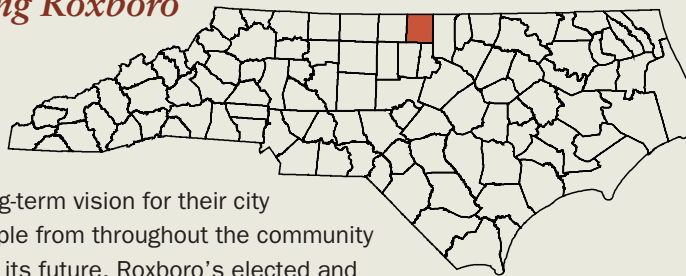 ng Roxboro
g-term vision for their city
ple from throughout the community
its future. Roxboro's elected and